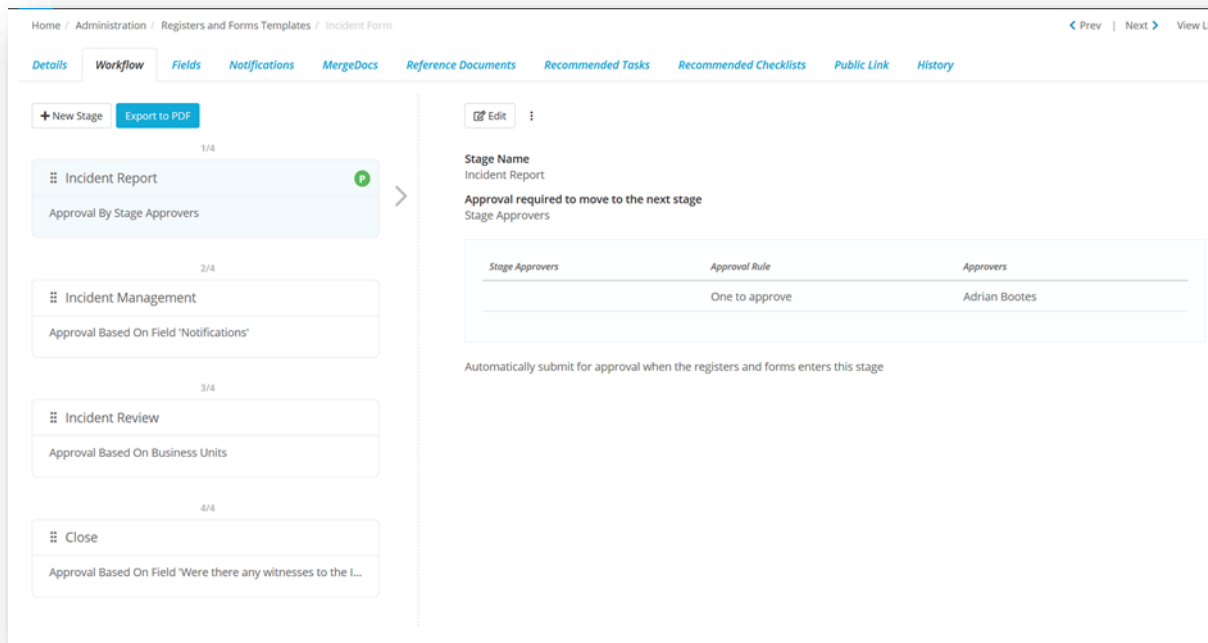 Home / Administration / Registers and Forms Templates / Incident Form
Prev | Next View Li
Details Workflow Fields Notifications MergeDocs Reference Documents Recommended Tasks Recommended Checklists Public Link History
New Stage Export to PDF
1/4
Incident Report P
Approval By Stage Approvers
2/4
Incident Management
Approval Based On Field 'Notifications'
3/4
Incident Review
Approval Based On Business Units
4/4
Close
Approval Based On Field 'Were there any witnesses to the I...
Edit
Stage Name
Incident Report
Approval required to move to the next stage
Stage Approvers
Stage Approvers Approval Rule Approvers
One to approve Adrian Bootes
Automatically submit for approval when the registers and forms enters this stage